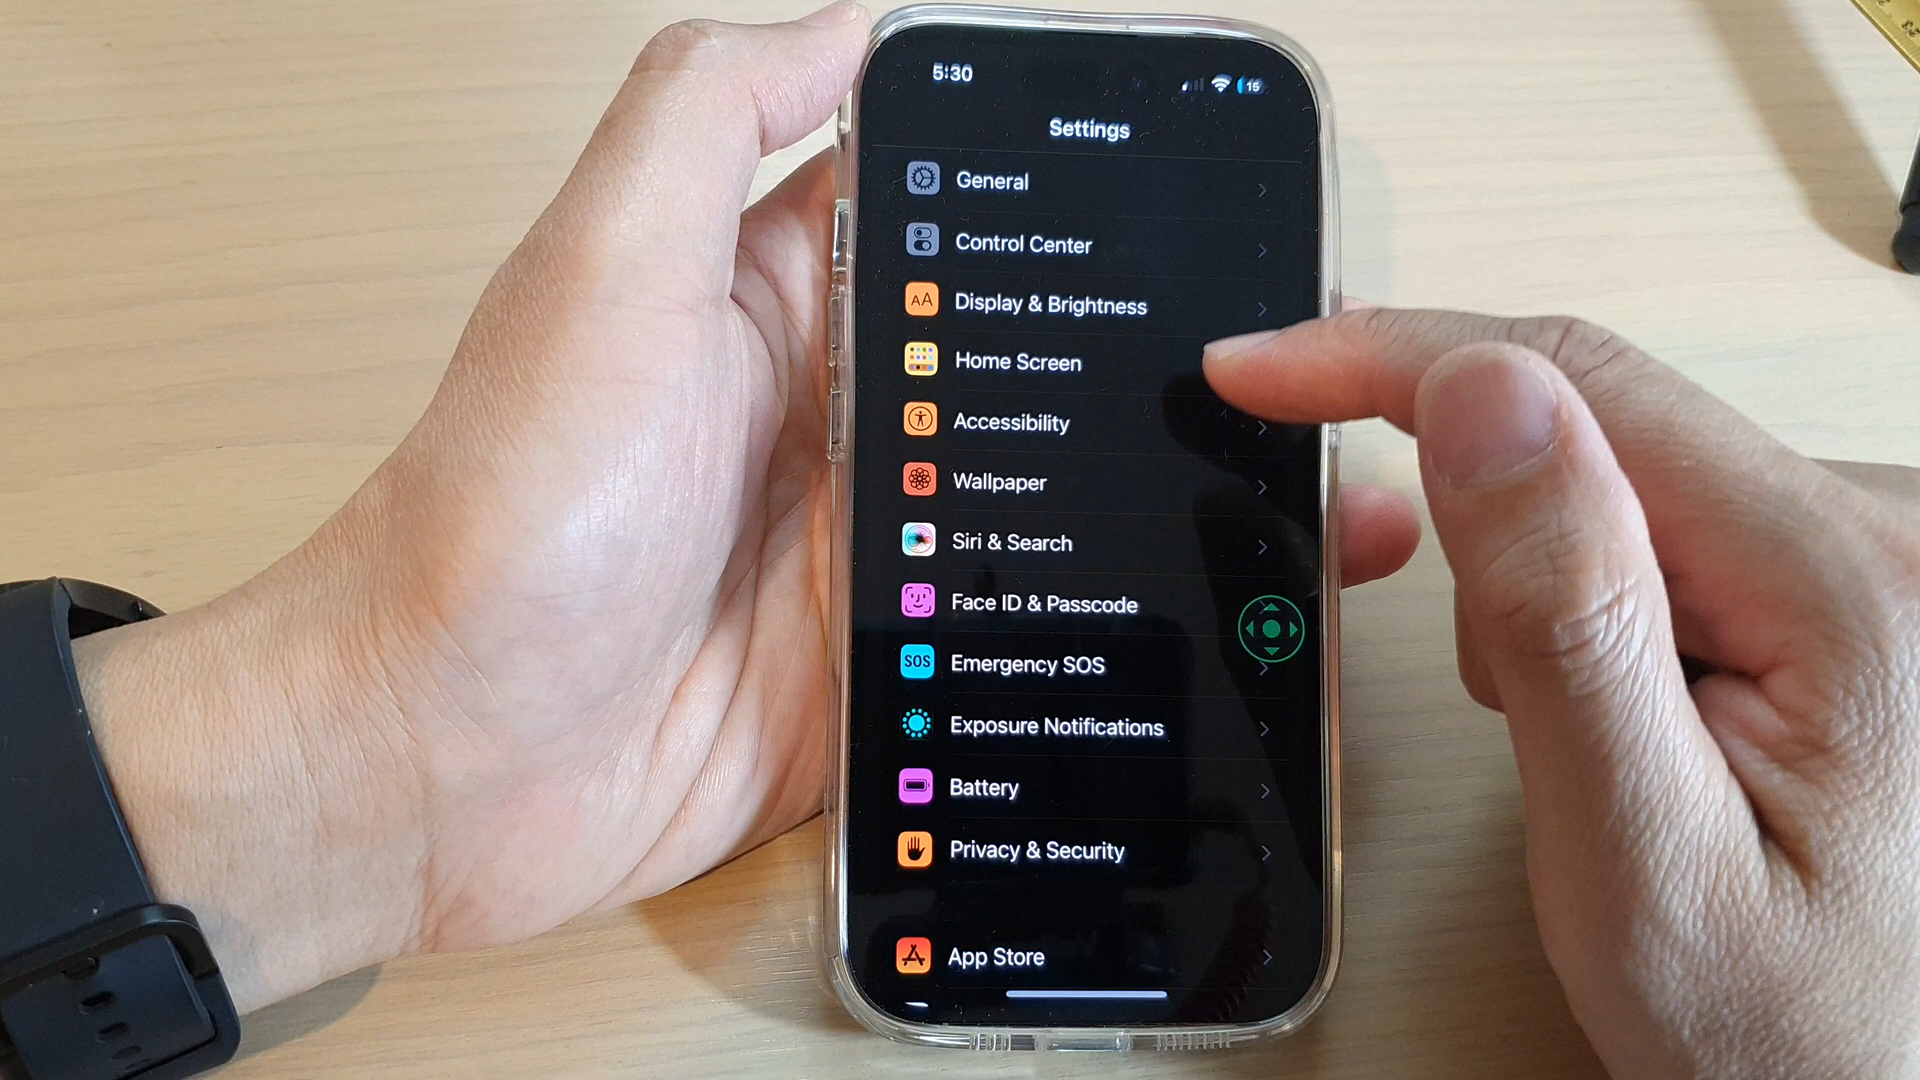 5:30
15
Settings
General
Control Center
AA
Display & Brightness
Home Screen
Accessibility
Wallpaper
Siri & Search
Face ID & Passcode
SOS
Emergency SOS
Exposure Notifications
Battery
Privacy & Security
App Store